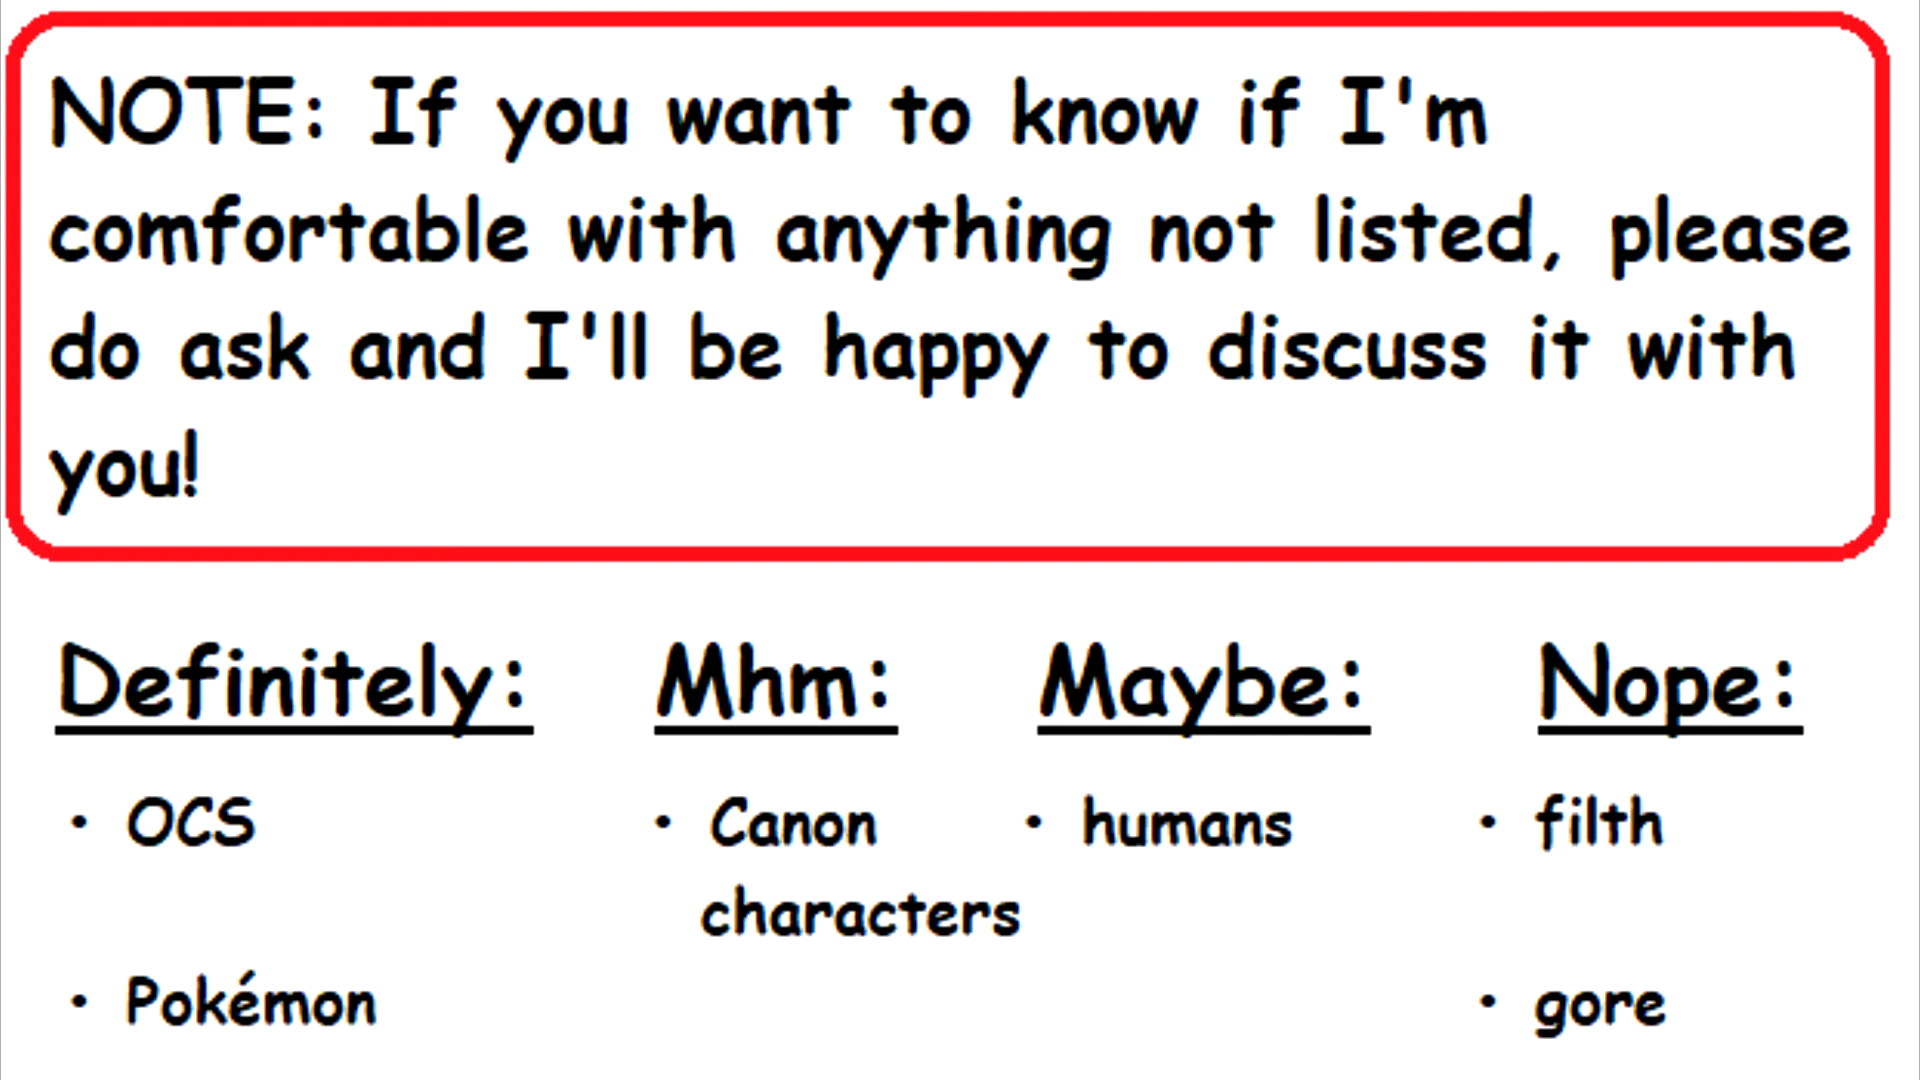 NOTE: If you want to know if I'm
comfortable with anything not listed, please
do ask and I'll be happy to discuss it with
you!
Definitely: Mhm: Maybe: Nope:
• OCS • Canon • humans • filth
characters
• Pokémon • gore